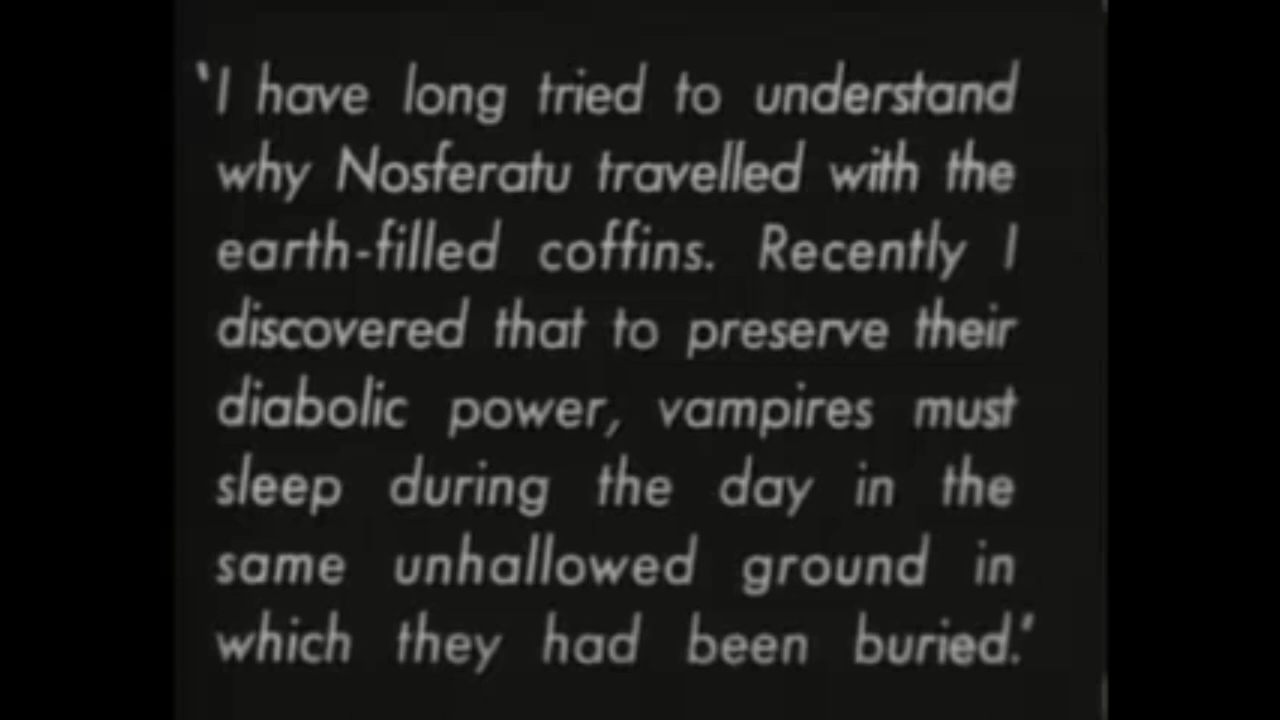 'I have long tried to understand
why Nosferatu travelled with the
earth-filled coffins. Recently I
discovered that to preserve their
diabolic power, vampires must
sleep during the day in the
same unhallowed ground in
which they had been buried.'